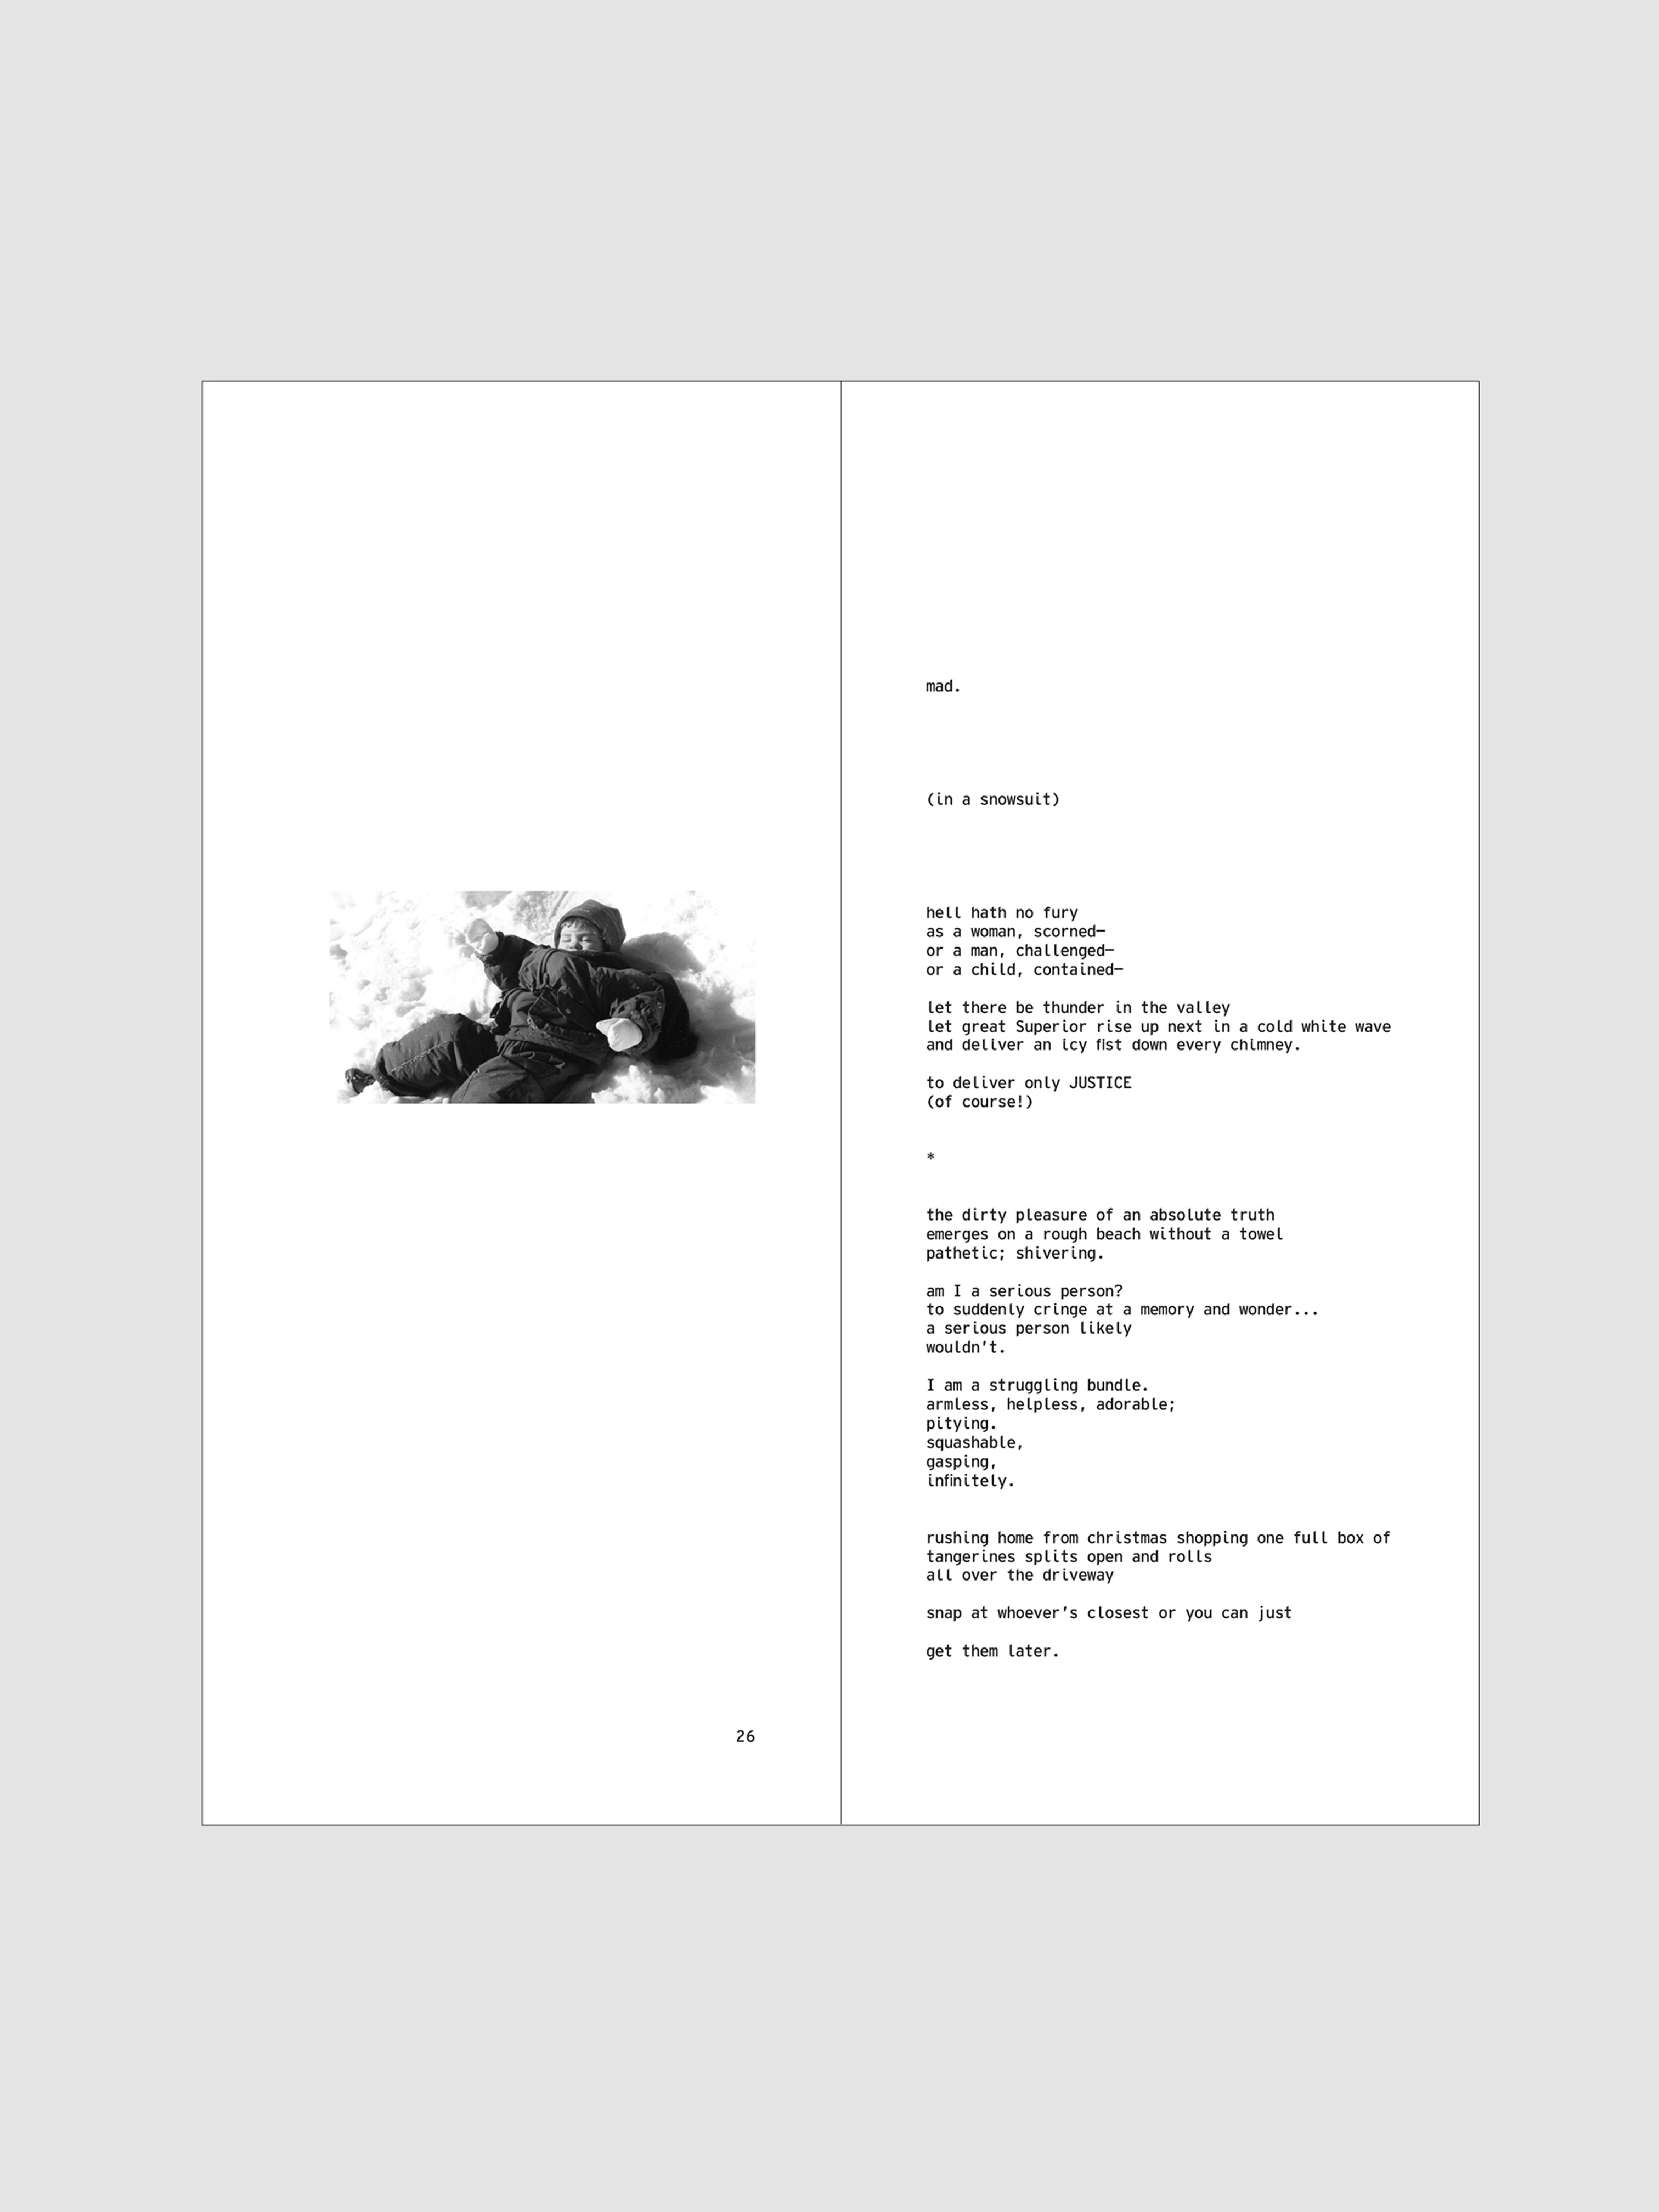 mad.
(in a snowsuit)
hell hath no fury
as a woman, scorned—
or a man, challenged—
or a child, contained—
let there be thunder in the valley
let great Superior rise up next in a cold white wave
and deliver an icy fist down every chimney.
to deliver only JUSTICE
(of course!)
*
the dirty pleasure of an absolute truth
emerges on a rough beach without a towel
pathetic; shivering.
am I a serious person?
to suddenly cringe at a memory and wonder...
a serious person likely
wouldn't.
I am a struggling bundle.
armless, helpless, adorable;
pitying.
squashable,
gasping,
infinitely.
rushing home from christmas shopping one full box of
tangerines splits open and rolls
all over the driveway
snap at whoever's closest or you can just
get them later.
26